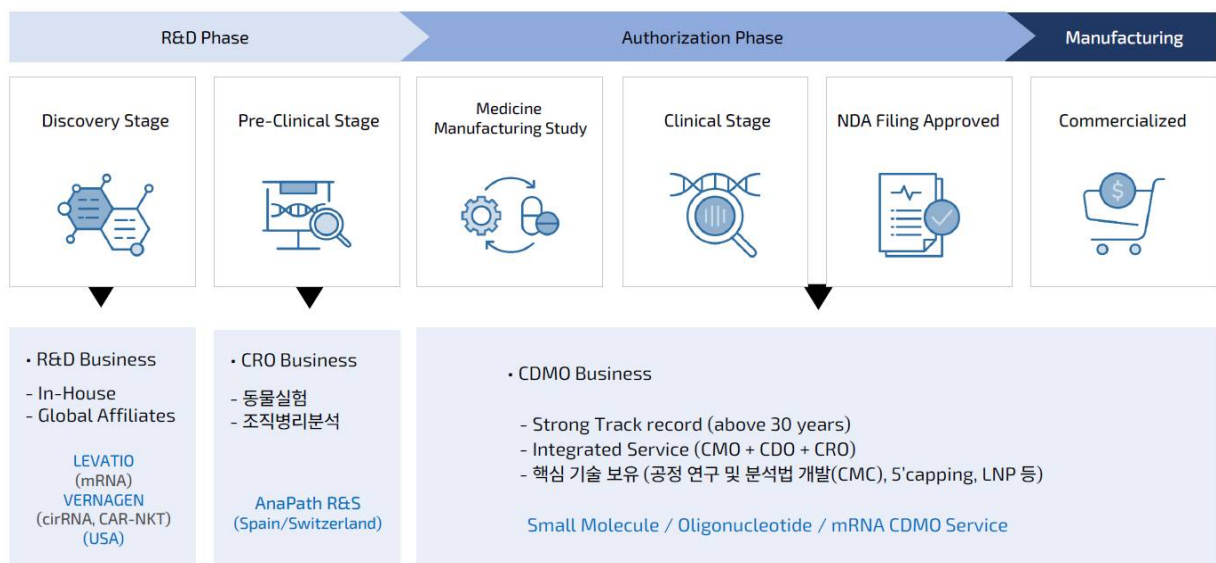 R&D Phase
Authorization Phase
Manufacturing
Discovery Stage
Pre-Clinical Stage
Medicine
Manufacturing Study
Clinical Stage
NDA Filing Approved
Commercialized
$
• R&D Business
- In-House
- Global Affiliates
LEVATIO
(mRNA)
VERNAGEN
(cirRNA, CAR-NKT)
(USA)
• CRO Business
- 동물실험
- 조직병리분석
AnaPath R&S
(Spain/Switzerland)
• CDMO Business
- Strong Track record (above 30 years)
- Integrated Service (CMO + CDO + CRO)
- 핵심 기술 보유 (공정 연구 및 분석법 개발(CMC), 5'capping, LNP 등)
Small Molecule / Oligonucleotide / mRNA CDMO Service